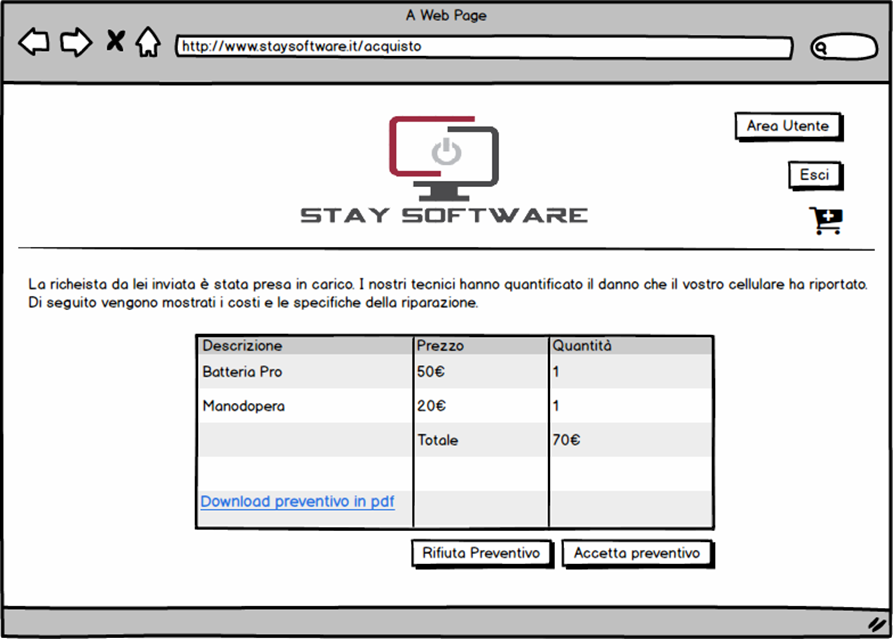 A Web Page
http://www.staysoftware.it/acquisto
Area Utente
Esci
STAY SOFTWARE
La richeista da lei inviata è stata presa in carico. I nostri tecnici hanno quantificato il danno che il vostro cellulare ha riportato.
Di seguito vengono mostrati i costi e le specifiche della riparazione.
Descrizione Prezzo Quantità
Batteria Pro 50€ 1
Manodopera 20€ 1
Totale 70€
Download preventivo in pdf
Rifiuta Preventivo Accetta preventivo